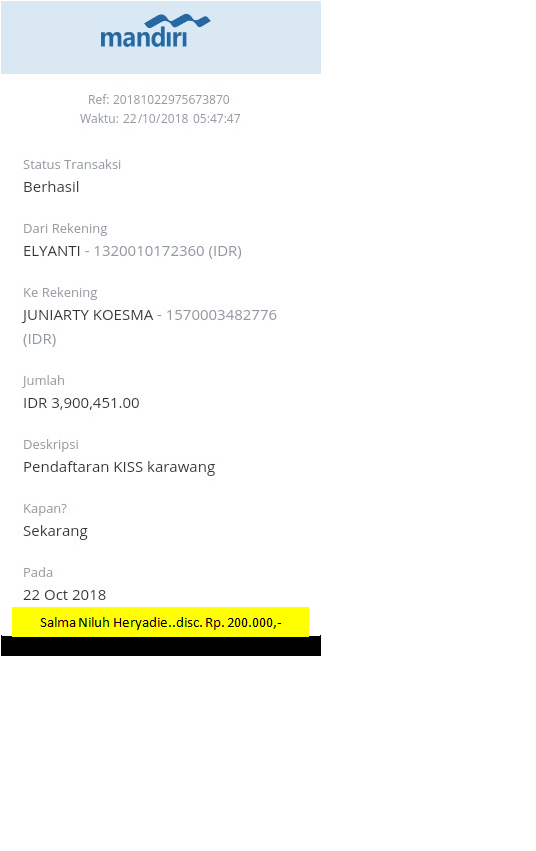 mandiri
Ref: 20181022975673870
Waktu: 22/10/2018 05:47:47
Status Transaksi
Berhasil
Dari Rekening
ELYANTI - 1320010172360 (IDR)
Ke Rekening
JUNIARTY KOESMA - 1570003482776
(IDR)
Jumlah
IDR 3,900,451.00
Deskripsi
Pendaftaran KISS karawang
Kapan?
Sekarang
Pada
22 Oct 2018
Salma Niluh Heryadie..disc. Rp. 200.000,-